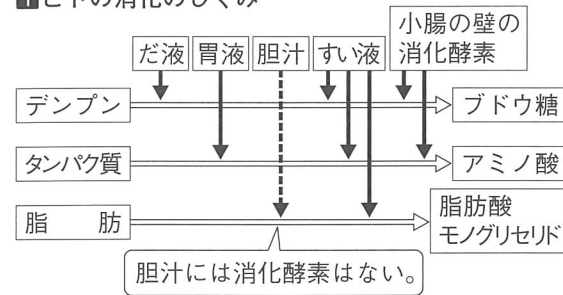 1 ヒトの消化のしくみ
だ液 胃液 胆汁 すい液 小腸の壁の
消化酵素
デンプン ブドウ糖
タンパク質 アミノ酸
脂肪 脂肪酸
モノグリセリド
胆汁には消化酵素はない。